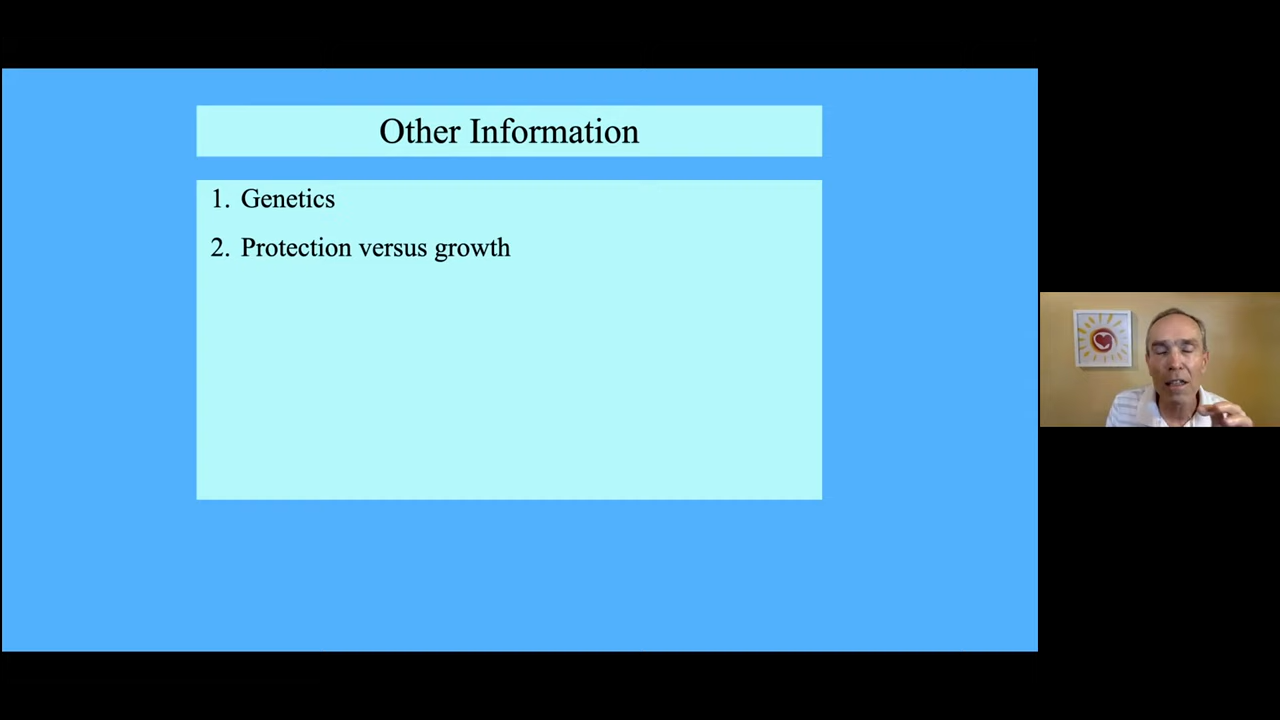 Other Information
1. Genetics
2. Protection versus growth